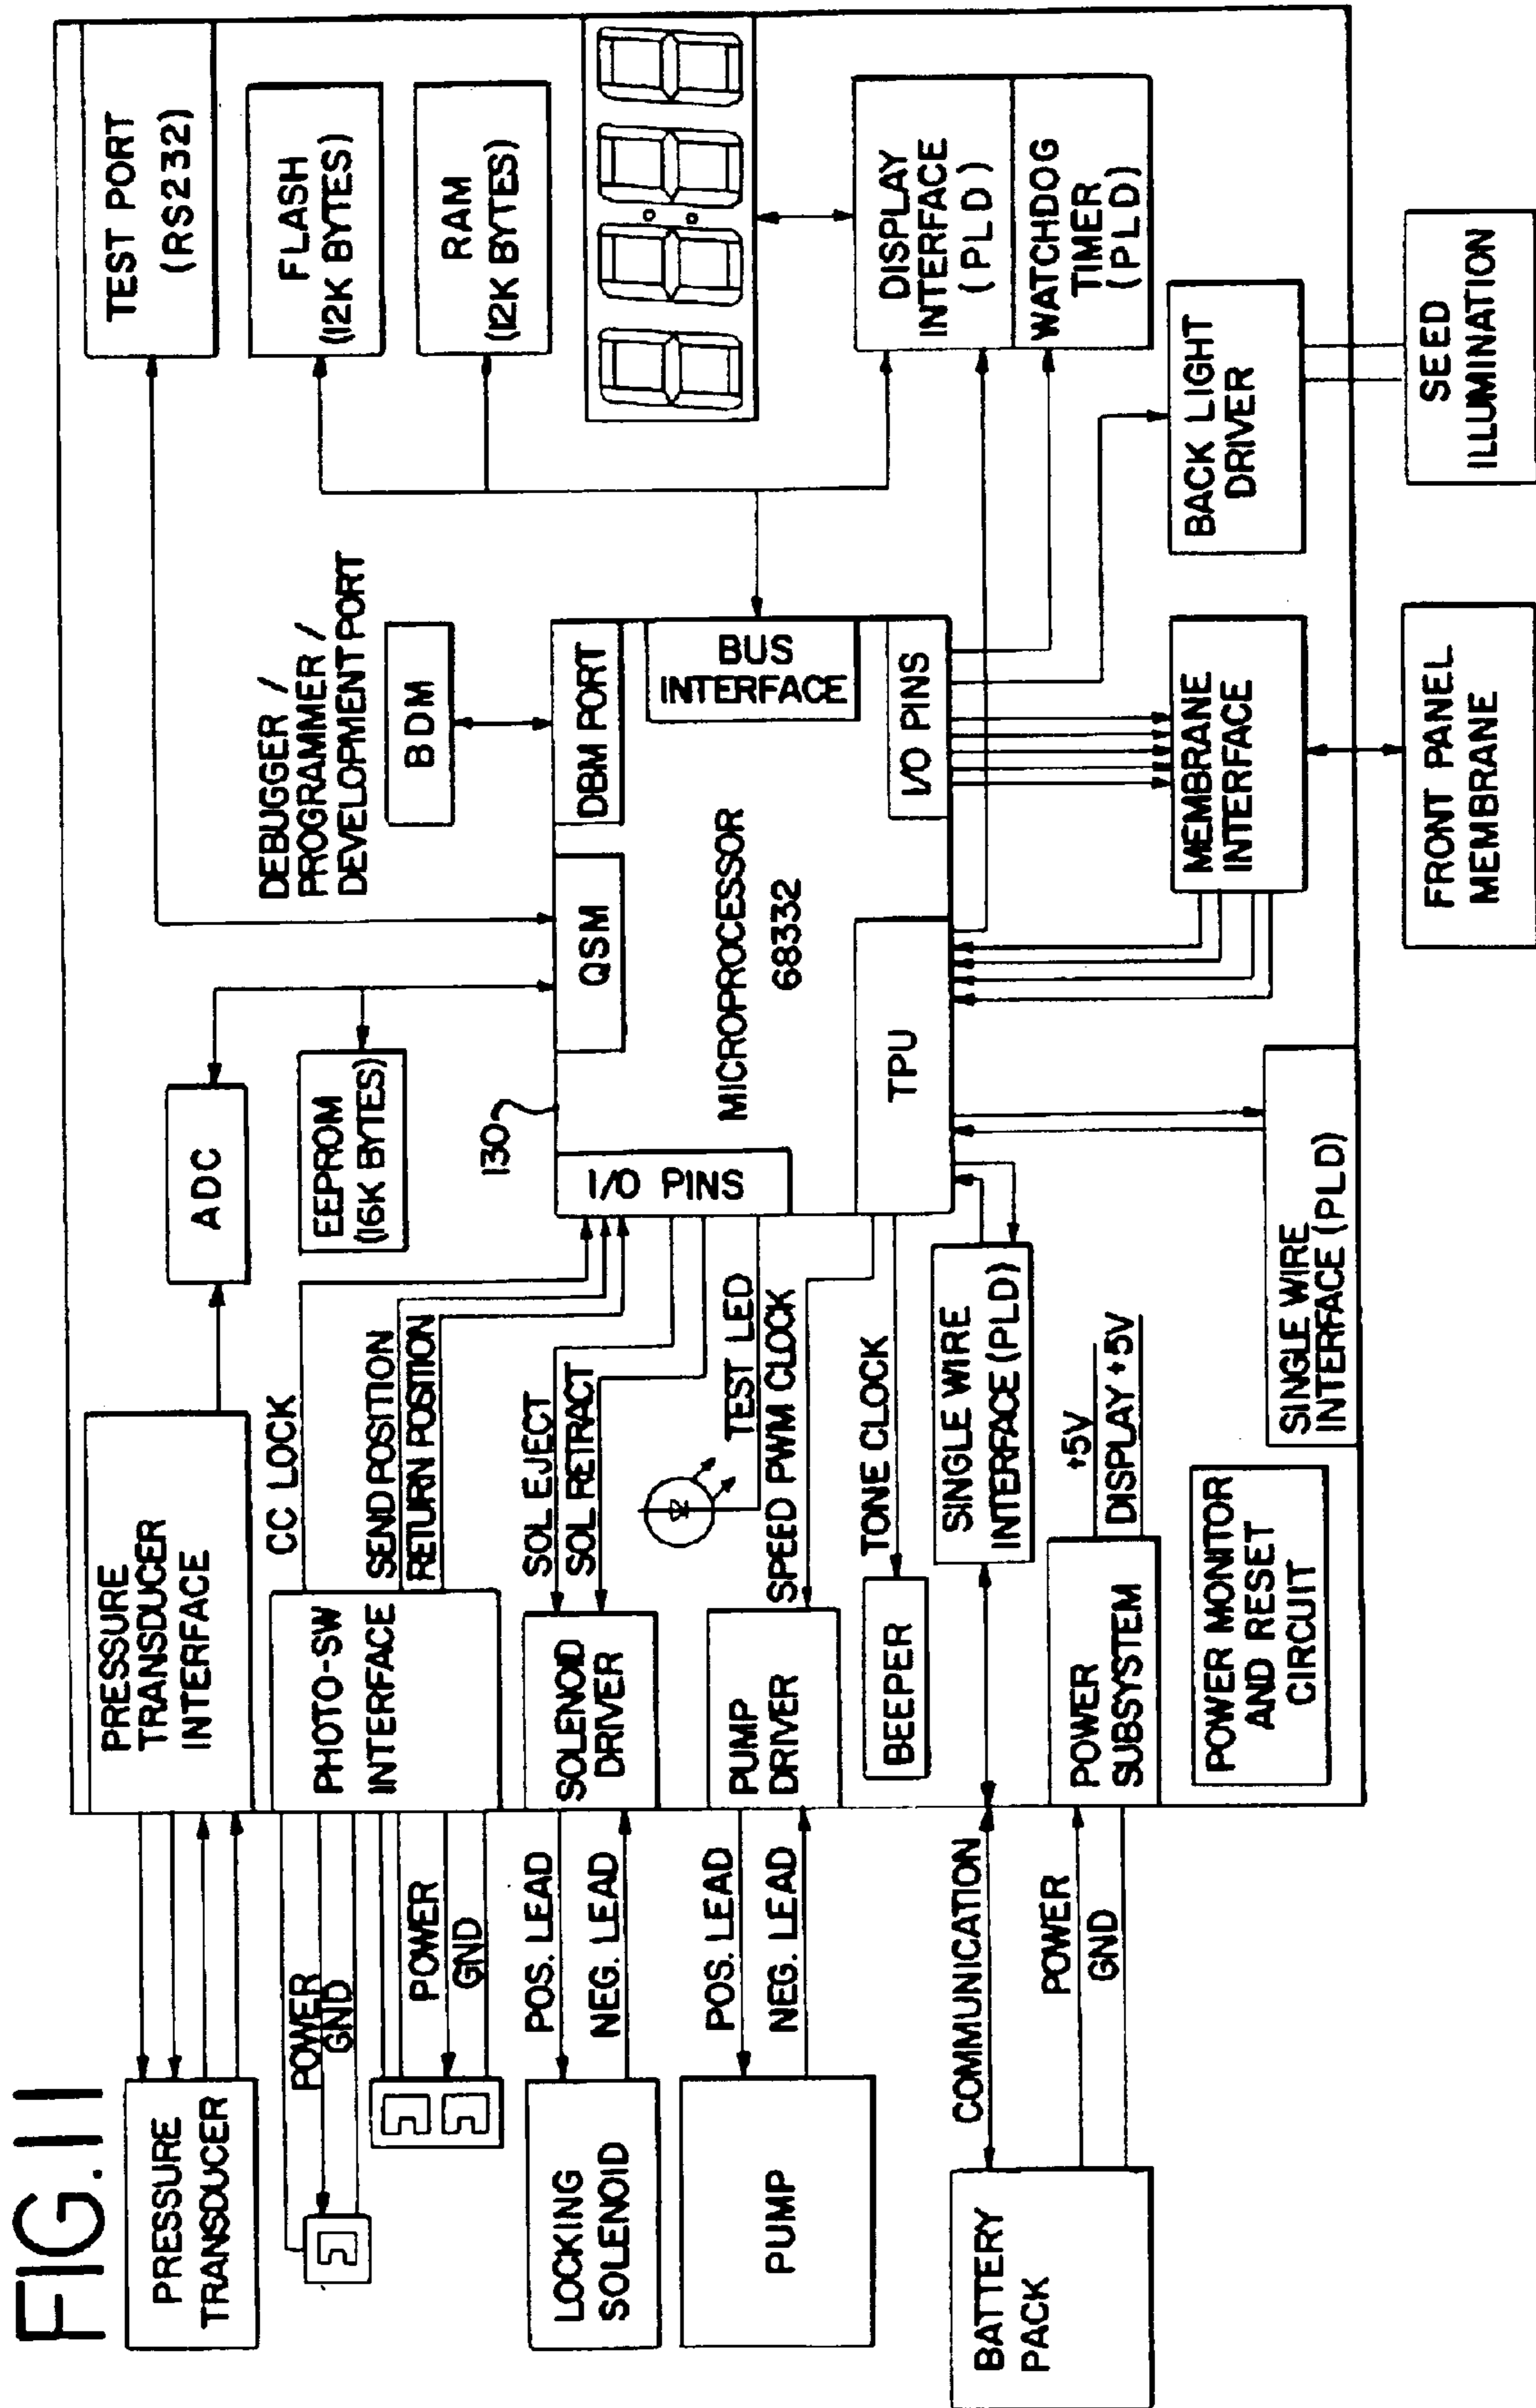 FIG.11
PRESSURE
TRANSDUCER
POWER
GND
POWER
GND
LOCKING
SOLENOID
POS. LEAD
NEG. LEAD
PUMP
POS. LEAD
NEG. LEAD
BATTERY
PACK
COMMUNICATION
POWER
GND
PRESSURE
TRANSDUCER
INTERFACE
PHOTO-SW
INTERFACE
SOLENOID
DRIVER
PUMP
DRIVER
BEEPER
POWER
SUBSYSTEM
+5V
DISPLAY +5V
POWER MONITOR
AND RESET
CIRCUIT
CC LOCK
SEND POSITION
RETURN POSITION
SOL EJECT
SOL RETRACT
TEST LED
SPEED PWM CLOCK
TONE CLOCK
SINGLE WIRE
INTERFACE (PLD)
SINGLE WIRE
INTERFACE (PLD)
ADC
EEPROM
(16K BYTES)
130
I/O PINS
QSM
MICROPROCESSOR
68332
TPU
DBM PORT
BUS
INTERFACE
I/O PINS
DEBUGGER /
PROGRAMMER /
DEVELOPMENT PORT
BDM
MEMBRANE
INTERFACE
FRONT PANEL
MEMBRANE
TEST PORT
(RS232)
FLASH
(12K BYTES)
RAM
(12K BYTES)
DISPLAY
INTERFACE
(PLD)
WATCHDOG
TIMER
(PLD)
BACK LIGHT
DRIVER
SEED
ILLUMINATION